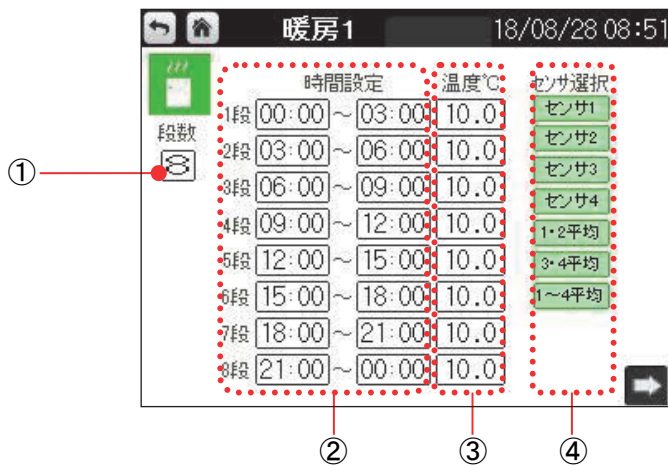 暖房1 18/08/28 08:51
時間設定 温度℃ センサ選択
段数
8
1段 00:00 ～ 03:00 10.0 センサ1
2段 03:00 ～ 06:00 10.0 センサ2
3段 06:00 ～ 09:00 10.0 センサ3
4段 09:00 ～ 12:00 10.0 センサ4
5段 12:00 ～ 15:00 10.0 1・2平均
6段 15:00 ～ 18:00 10.0 3・4平均
7段 18:00 ～ 21:00 10.0 1～4平均
8段 21:00 ～ 00:00 10.0
①
② ③ ④